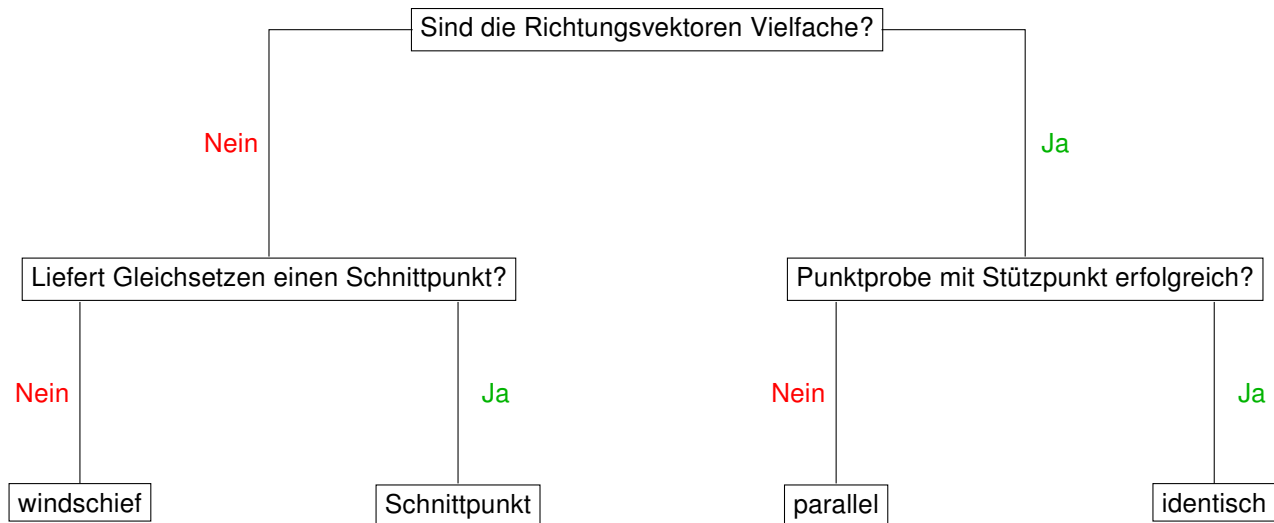 Sind die Richtungsvektoren Vielfache?
Nein
Ja
Liefert Gleichsetzen einen Schnittpunkt?
Punktprobe mit Stützpunkt erfolgreich?
Nein
Ja
Nein
Ja
windschief
Schnittpunkt
parallel
identisch